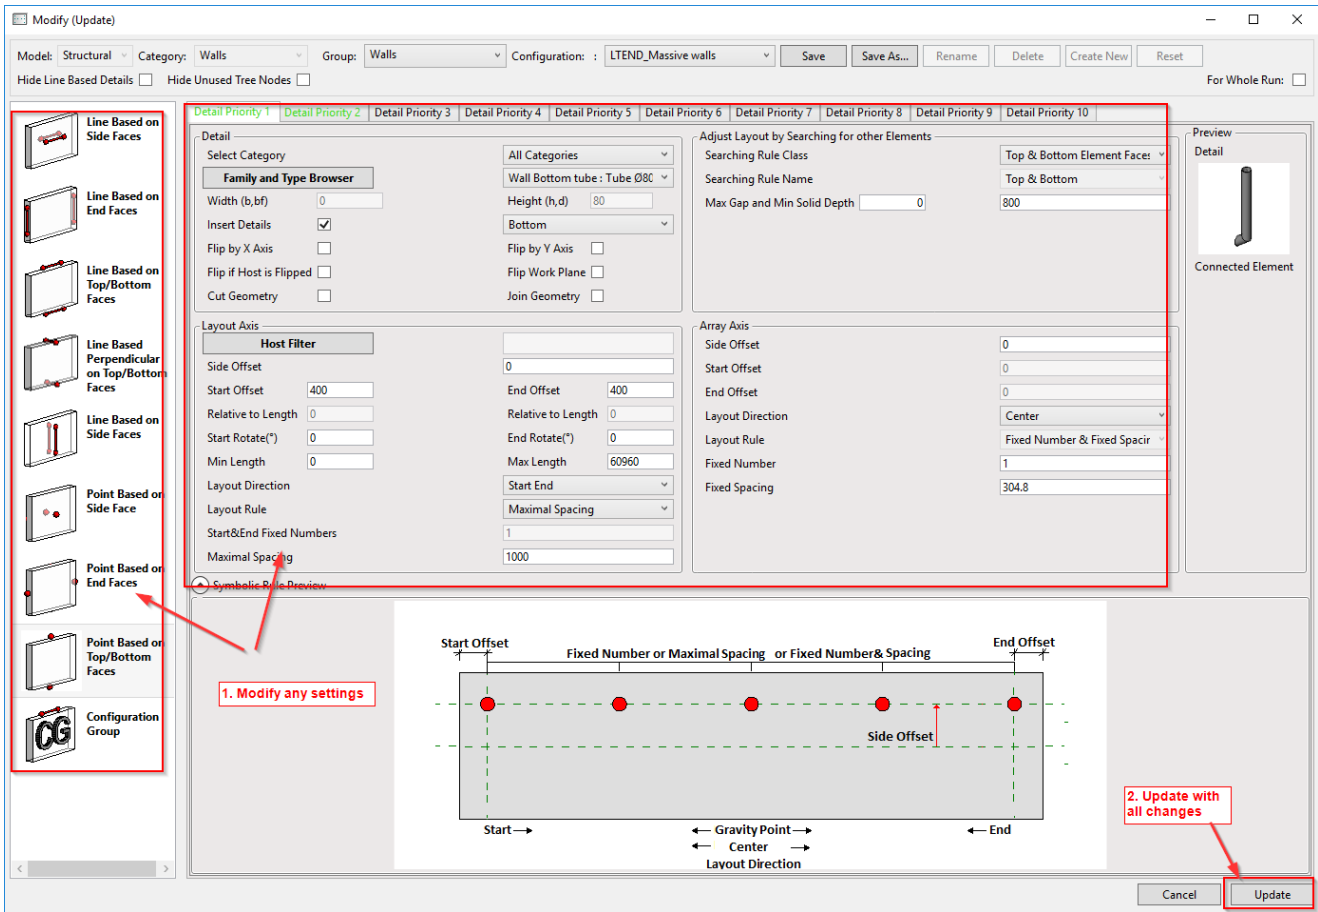 Modify (Update)
Model: Structural Category: Walls Group: Walls Configuration: : LTEND_Massive walls Save Save As... Rename Delete Create New Reset
Hide Line Based Details Hide Unused Tree Nodes For Whole Run:
Line Based on
Side Faces
Line Based on
End Faces
Line Based on
Top/Bottom
Faces
Line Based
Perpendicular
on Top/Bottom
Faces
Line Based on
Side Faces
Point Based on
Side Face
Point Based on
End Faces
Point Based on
Top/Bottom
Faces
Configuration
Group
Detail Priority 1 Detail Priority 2 Detail Priority 3 Detail Priority 4 Detail Priority 5 Detail Priority 6 Detail Priority 7 Detail Priority 8 Detail Priority 9 Detail Priority 10
Detail
Select Category All Categories
Family and Type Browser Wall Bottom tube : Tube Ø80
Width (b,bf) 0 Height (h,d) 80
Insert Details Bottom
Flip by X Axis Flip by Y Axis
Flip if Host is Flipped Flip Work Plane
Cut Geometry Join Geometry
Adjust Layout by Searching for other Elements
Searching Rule Class Top & Bottom Element Faces
Searching Rule Name Top & Bottom
Max Gap and Min Solid Depth 0 800
Preview
Detail
Connected Element
Layout Axis
Host Filter
Side Offset 0
Start Offset 400 End Offset 400
Relative to Length 0 Relative to Length 0
Start Rotate(°) 0 End Rotate(°) 0
Min Length 0 Max Length 60960
Layout Direction Start End
Layout Rule Maximal Spacing
Start&End Fixed Numbers 1
Maximal Spacing 1000
Array Axis
Side Offset 0
Start Offset 0
End Offset 0
Layout Direction Center
Layout Rule Fixed Number & Fixed Spacir
Fixed Number 1
Fixed Spacing 304.8
Symbolic Rule Preview
Start Offset End Offset
Fixed Number or Maximal Spacing or Fixed Number& Spacing
Side Offset
Start Gravity Point End
Center
Layout Direction
1. Modify any settings
2. Update with
all changes
Cancel Update